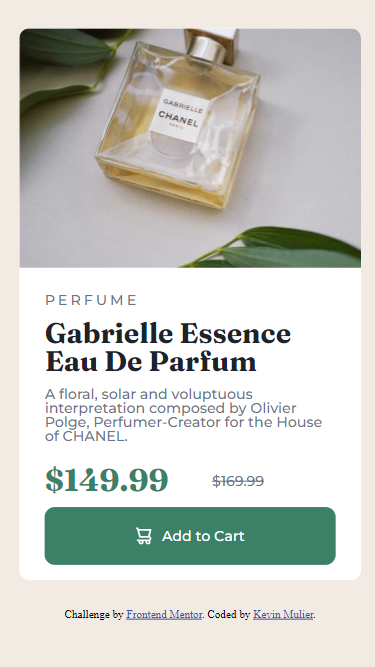 GABRIELLE
CHANEL
PARIS
PERFUME
Gabrielle Essence
Eau De Parfum
A floral, solar and voluptuous
interpretation composed by Olivier
Polge, Perfumer-Creator for the House
of CHANEL.
$149.99 $169.99
Add to Cart
Challenge by Frontend Mentor. Coded by Kevin Mulier.